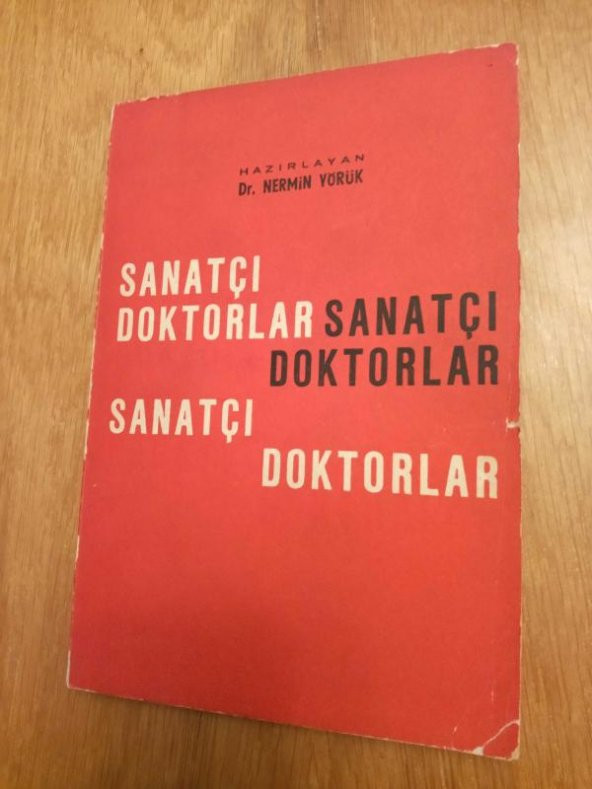 HAZIRLAYAN
Dr. NERMİN YÖRÜK
SANATÇI
DOKTORLAR SANATÇI
DOKTORLAR
SANATÇI
DOKTORLAR